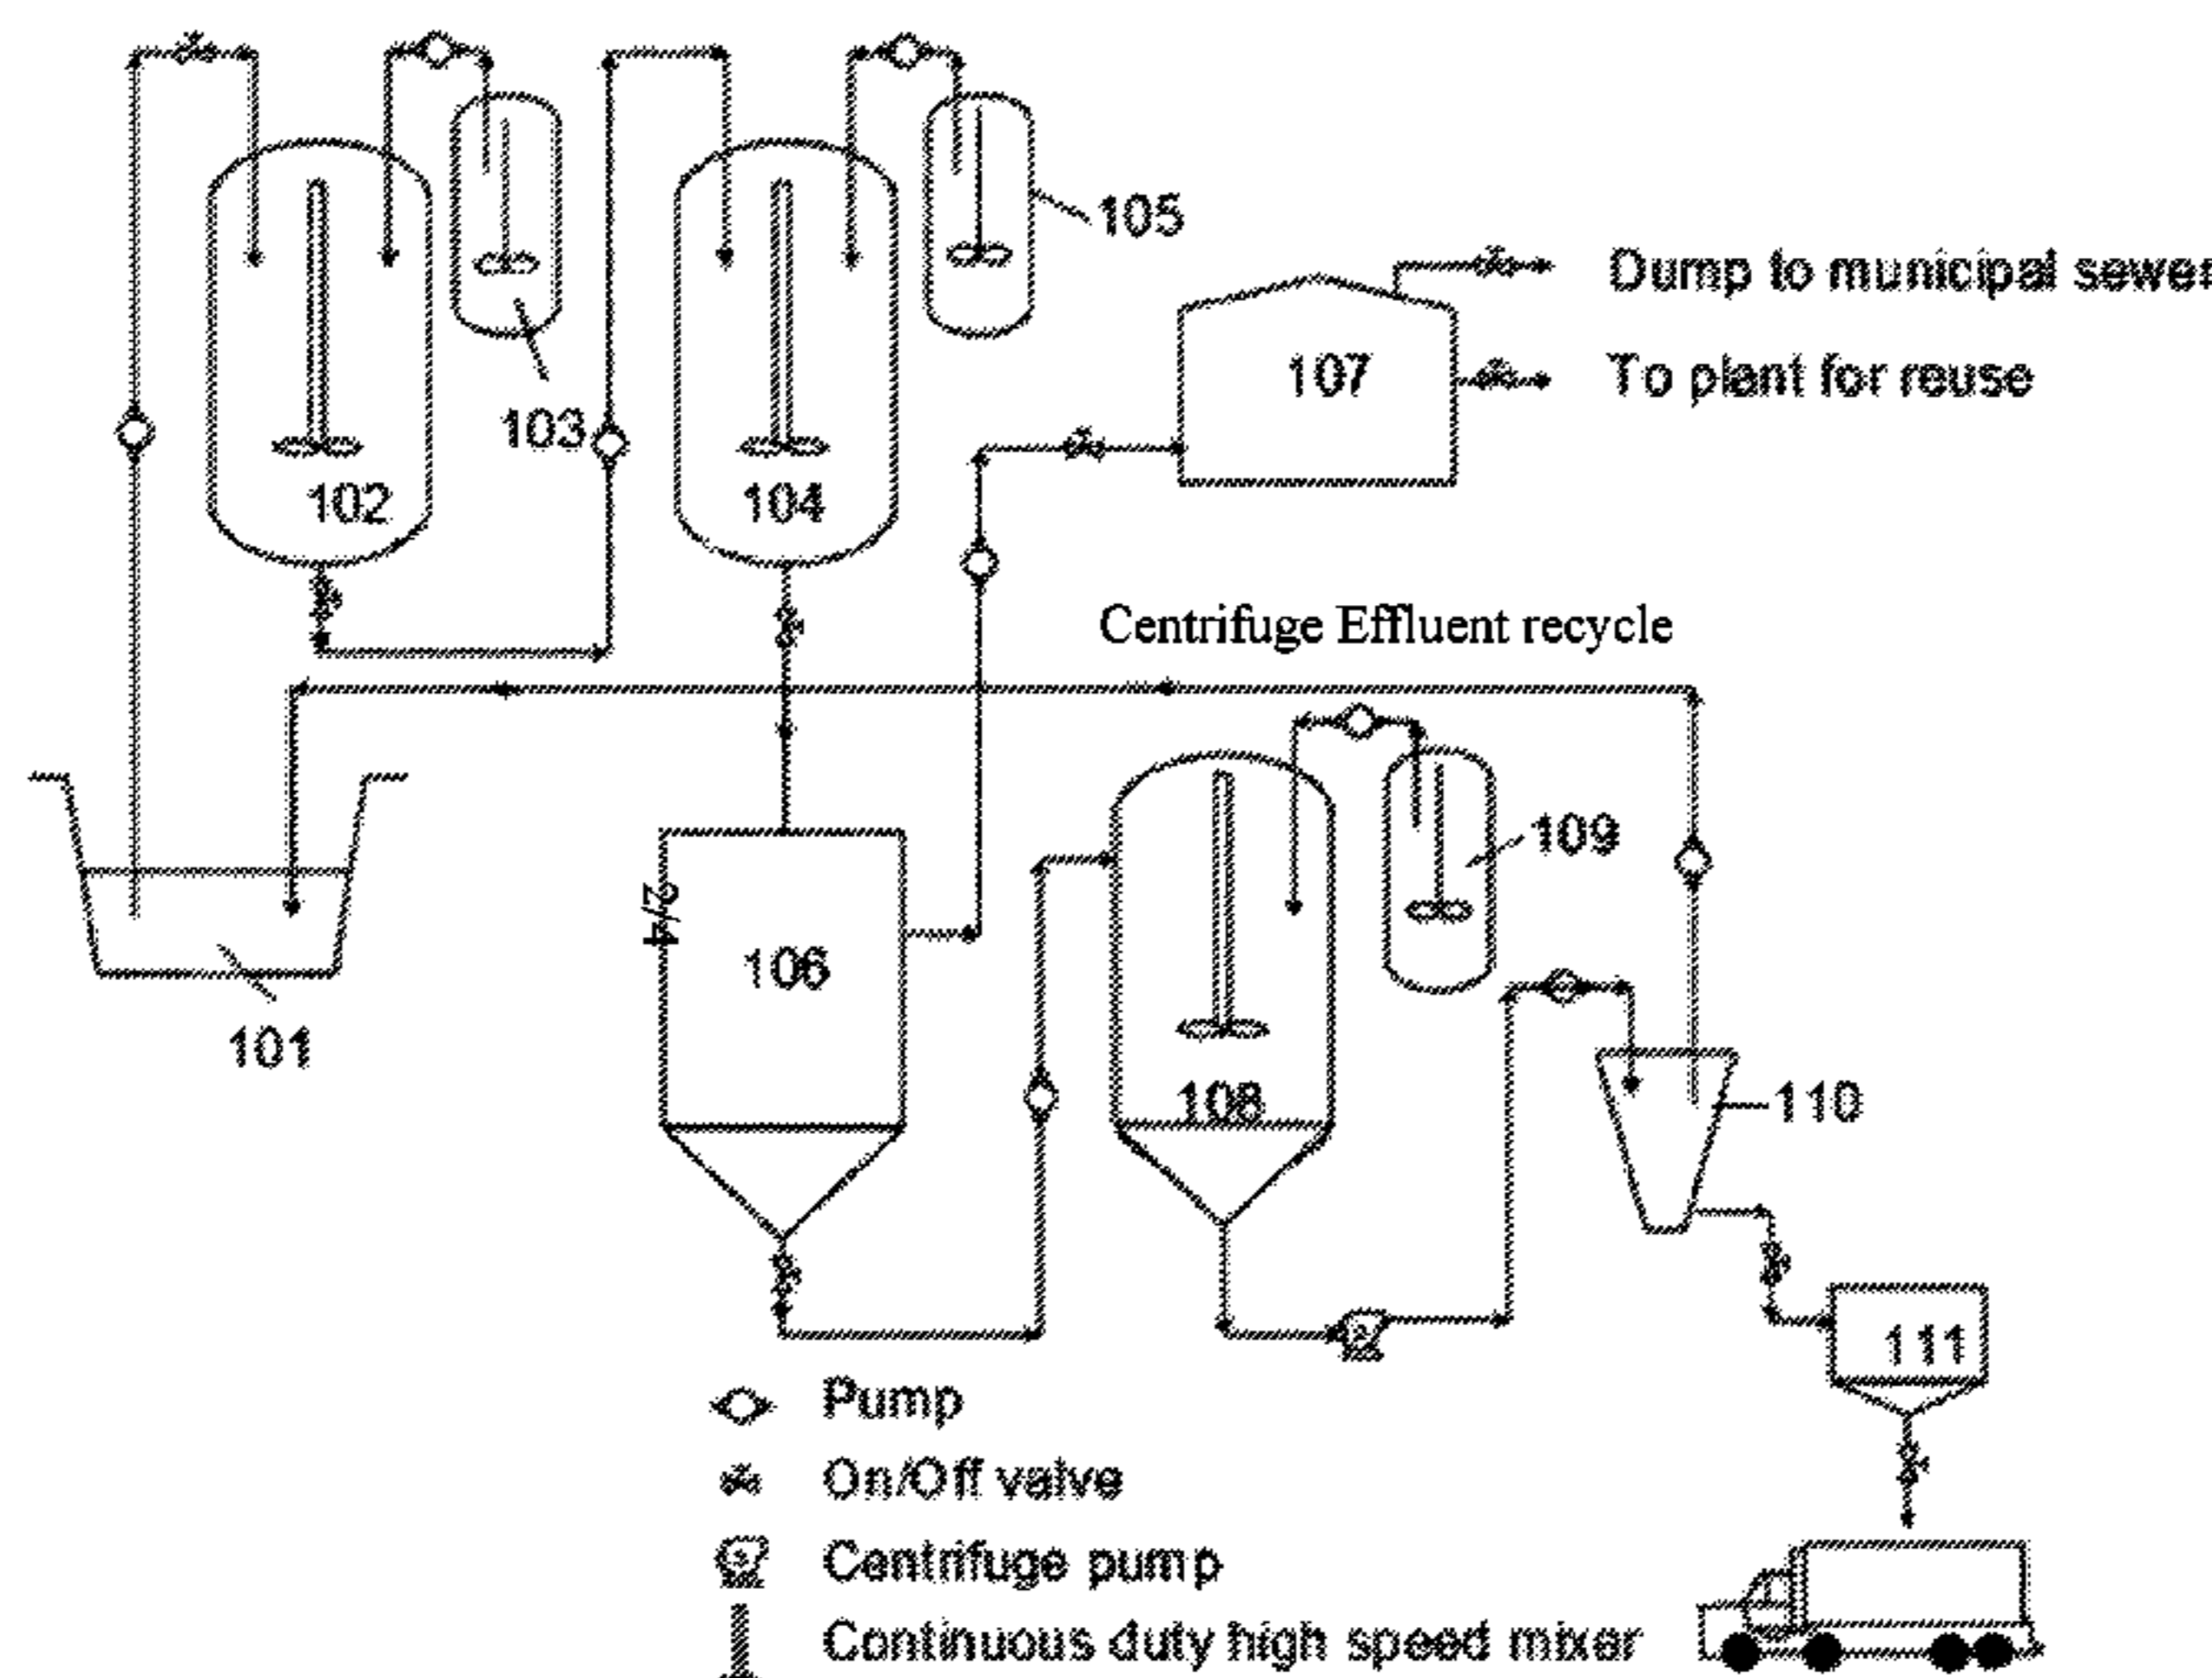 105
Dump to municipal sewer
107
To plant for reuse
103
102
104
Centrifuge Effluent recycle
109
2/4
106
101
108
110
111
Pump
On/Off valve
Centrifuge pump
Continuous duty high speed mixer